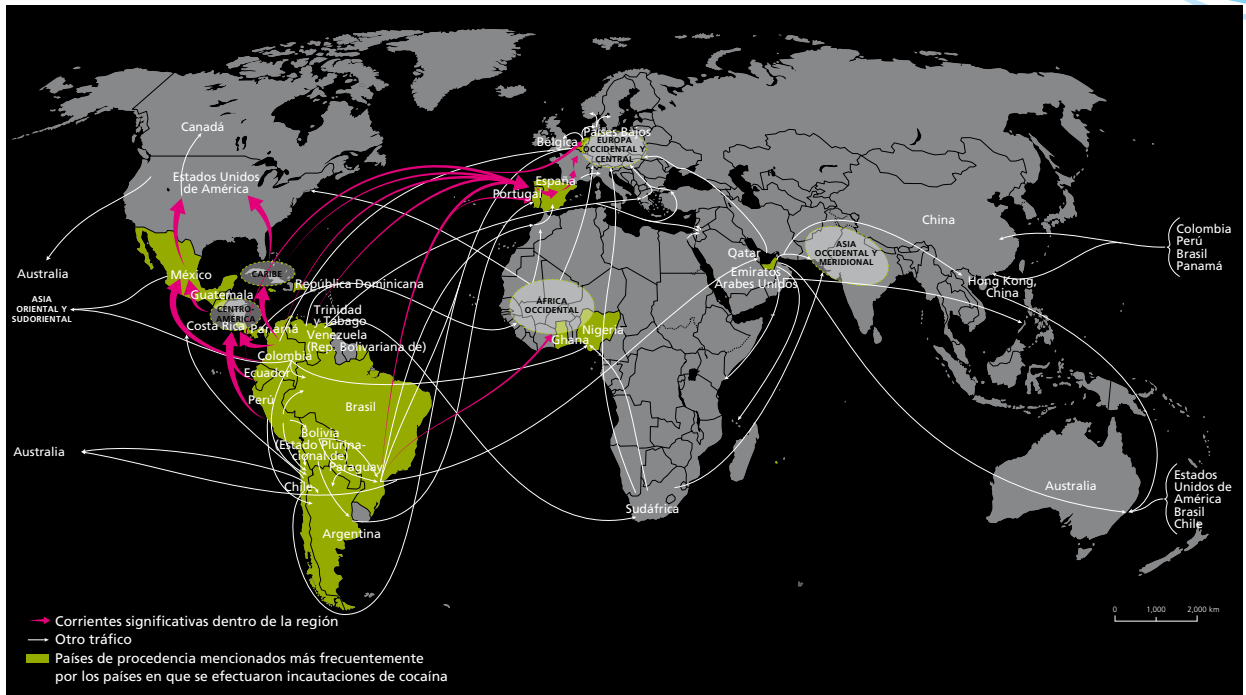 Canadá
Estados Unidos
de América
Australia
ASIA
ORIENTAL Y
SUDORIENTAL
Australia
México
Guatemala
CARIBE
República Dominicana
CENTRO-
AMÉRICA
Costa Rica
Panamá
Trinidad
y Tabago
Venezuela
(Rep. Bolivariana de)
Colombia
Ecuador
Perú
Brasil
Bolivia
(Estado Plurina-
cional de)
Paraguay
Chile
Argentina
Países Bajos
Bélgica
EUROPA
OCCIDENTAL Y
CENTRAL
España
Portugal
ÁFRICA
OCCIDENTAL
Nigeria
Ghana
Sudáfrica
Qatar
Emiratos
Arabes Unidos
ASIA
OCCIDENTAL Y
MERIDIONAL
China
Hong Kong,
China
Colombia
Perú
Brasil
Panamá
Australia
Estados
Unidos de
América
Brasil
Chile
0 1,000 2,000 km
Corrientes significativas dentro de la región
Otro tráfico
Países de procedencia mencionados más frecuentemente
por los países en que se efectuaron incautaciones de cocaína